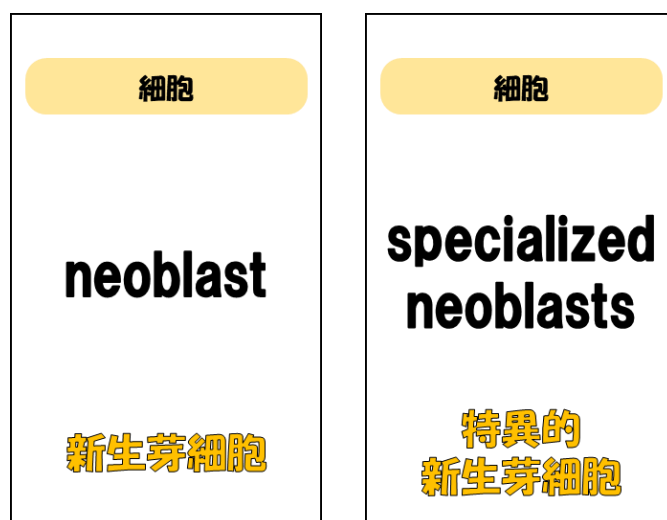 細胞
neoblast
新生芽細胞
細胞
specialized
neoblasts
特異的
新生芽細胞